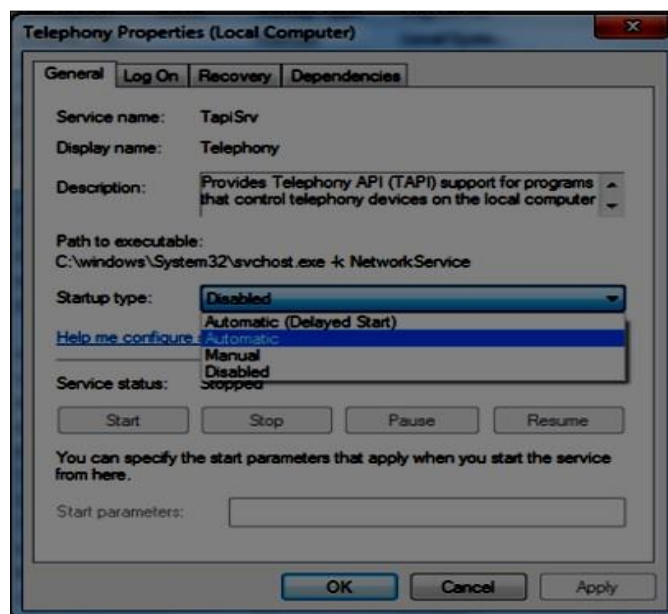 Telephony Properties (Local Computer)
General Log On Recovery Dependencies
Service name: TapiSrv
Display name: Telephony
Description: Provides Telephony API (TAPI) support for programs
that control telephony devices on the local computer
Path to executable:
C:\windows\System32\svchost.exe -k NetworkService
Startup type: Disabled
Automatic (Delayed Start)
Help me configure Automatic
Manual
Disabled
Service status: Stopped
Start Stop Pause Resume
You can specify the start parameters that apply when you start the service
from here.
Start parameters:
OK Cancel Apply